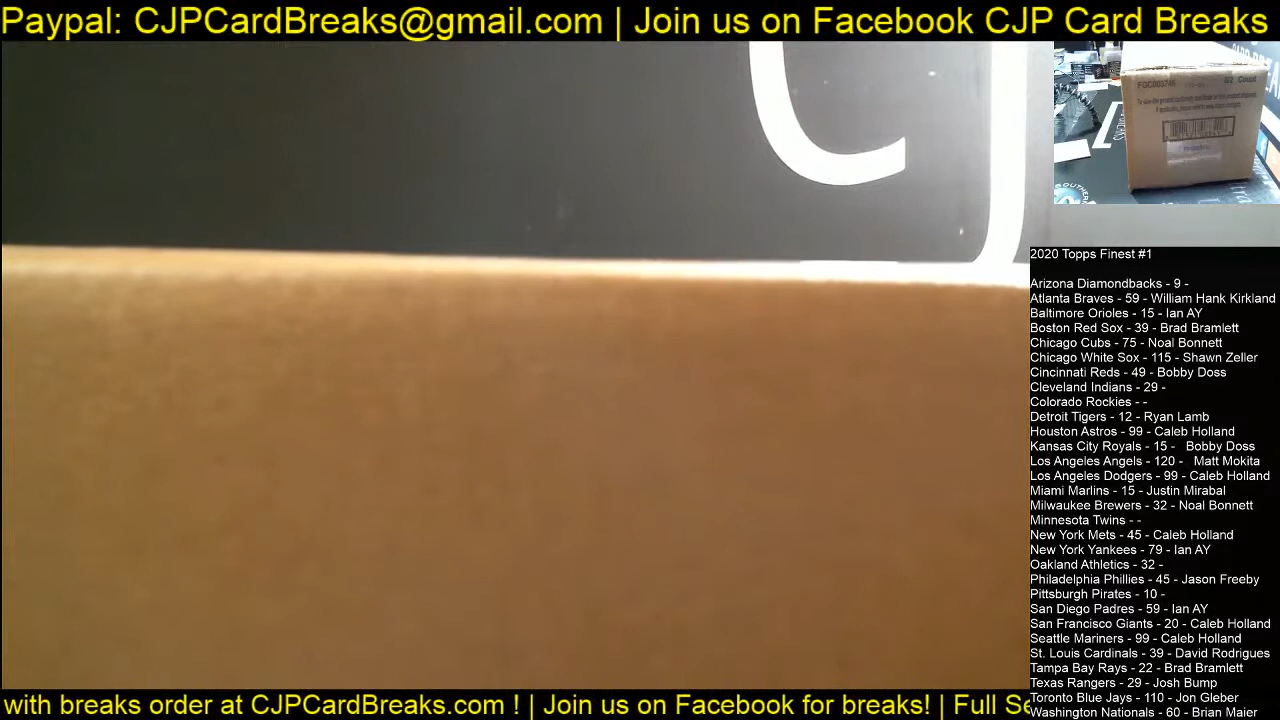 Paypal: CJPCardBreaks@gmail.com | Join us on Facebook CJP Card Breaks
FGC003746
Count
2020 Topps Finest #1
Arizona Diamondbacks - 9 -
Atlanta Braves - 59 - William Hank Kirkland
Baltimore Orioles - 15 - Ian AY
Boston Red Sox - 39 - Brad Bramlett
Chicago Cubs - 75 - Noal Bonnett
Chicago White Sox - 115 - Shawn Zeller
Cincinnati Reds - 49 - Bobby Doss
Cleveland Indians - 29 -
Colorado Rockies - -
Detroit Tigers - 12 - Ryan Lamb
Houston Astros - 99 - Caleb Holland
Kansas City Royals - 15 - Bobby Doss
Los Angeles Angels - 120 - Matt Mokita
Los Angeles Dodgers - 99 - Caleb Holland
Miami Marlins - 15 - Justin Mirabal
Milwaukee Brewers - 32 - Noal Bonnett
Minnesota Twins - -
New York Mets - 45 - Caleb Holland
New York Yankees - 79 - Ian AY
Oakland Athletics - 32 -
Philadelphia Phillies - 45 - Jason Freeby
Pittsburgh Pirates - 10 -
San Diego Padres - 59 - Ian AY
San Francisco Giants - 20 - Caleb Holland
Seattle Mariners - 99 - Caleb Holland
St. Louis Cardinals - 39 - David Rodrigues
Tampa Bay Rays - 22 - Brad Bramlett
Texas Rangers - 29 - Josh Bump
Toronto Blue Jays - 110 - Jon Gleber
Washington Nationals - 60 - Brian Maier
with breaks order at CJPCardBreaks.com ! | Join us on Facebook for breaks! | Full Se